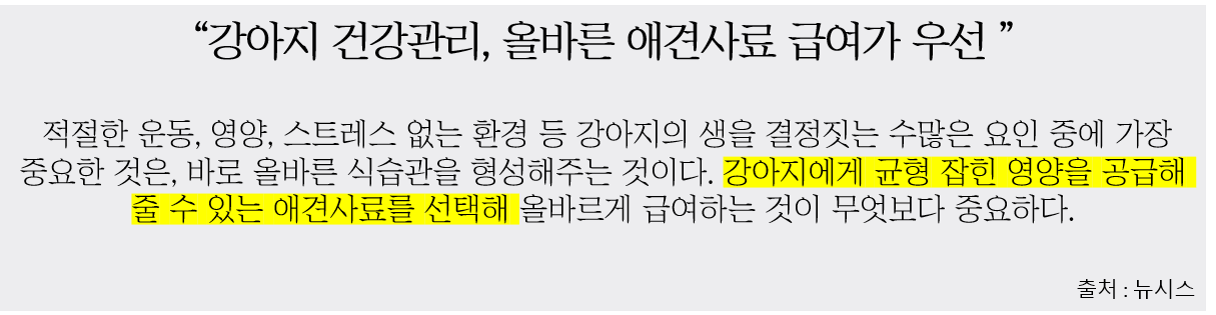 “강아지 건강관리, 올바른 애견사료 급여가 우선 ”
적절한 운동, 영양, 스트레스 없는 환경 등 강아지의 생을 결정짓는 수많은 요인 중에 가장
중요한 것은, 바로 올바른 식습관을 형성해주는 것이다. 강아지에게 균형 잡힌 영양을 공급해
줄 수 있는 애견사료를 선택해 올바르게 급여하는 것이 무엇보다 중요하다.
출처 : 뉴시스